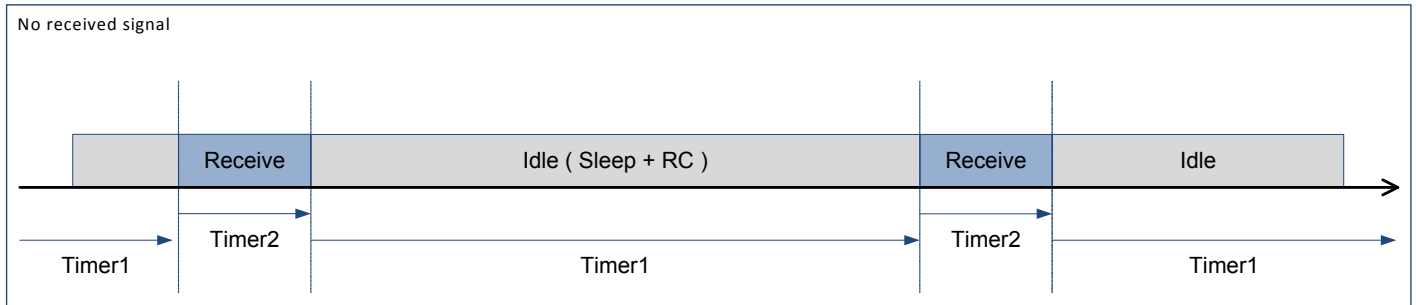 No received signal
Receive
Idle ( Sleep + RC )
Receive
Idle
Timer2
Timer2
Timer1
Timer1
Timer1